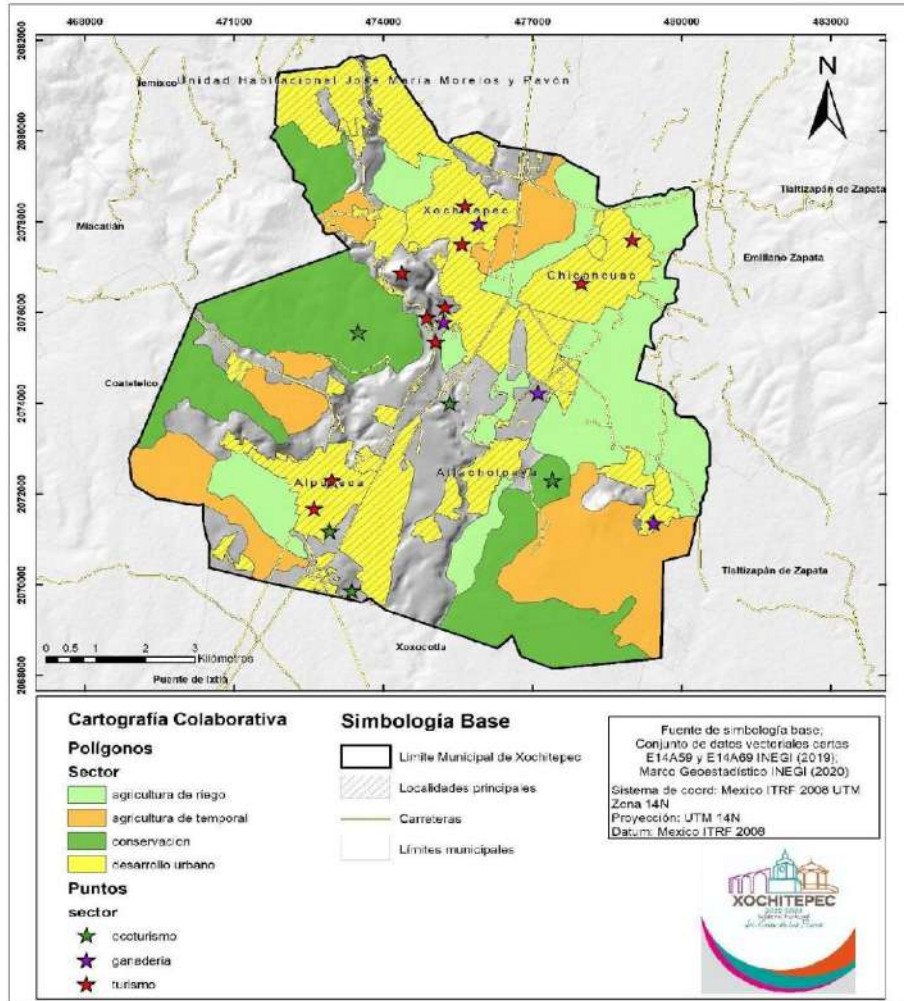 468000 471000 474000 477000 480000 483000
2082000
2080000
2078000
2076000
2074000
2072000
2070000
2068000
N
Unidad Habitacional José María Morelos y Pavón
Temixco
Tlaltizapán de Zapata
Xochitepec
Miacatlán
Emiliano Zapata
Chiconcuac
Coatetelco
Atlacholoaya
Alpuyeca
Tlaltizapán de Zapata
Xoxocotla
0 0.5 1 2 3
Kilómetros
Puente de Ixtla
Cartografía Colaborativa
Polígonos
Sector
agricultura de riego
agricultura de temporal
conservacion
desarrollo urbano
Puntos
sector
ecoturismo
ganadería
turismo
Simbología Base
Limite Municipal de Xochitepec
Localidades principales
Carreteras
Límites municipales
Fuente de simbología base;
Conjunto de datos vectoriales cartas
E14A59 y E14A69 INEGI (2019);
Marco Geoestadístico INEGI (2020)
Sistema de coord: Mexico ITRF 2008 UTM
Zona 14N
Proyección: UTM 14N
Datum: Mexico ITRF 2008
XOCHITEPEC